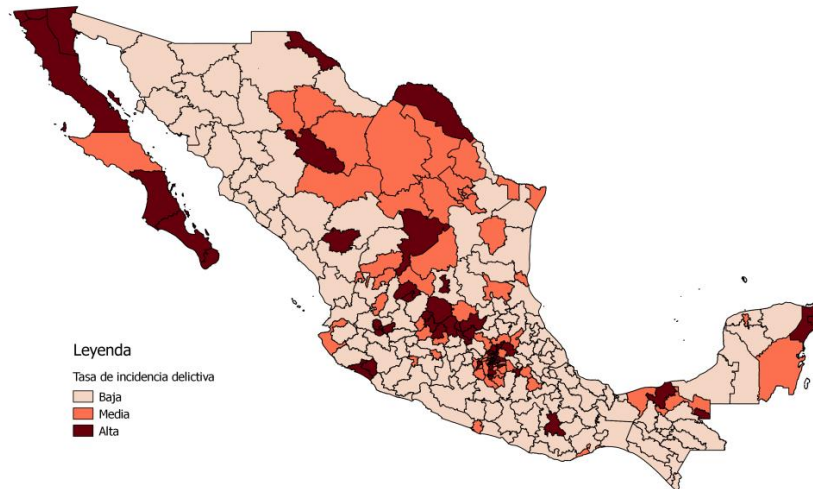 Leyenda
Tasa de incidencia delictiva
Baja
Media
Alta